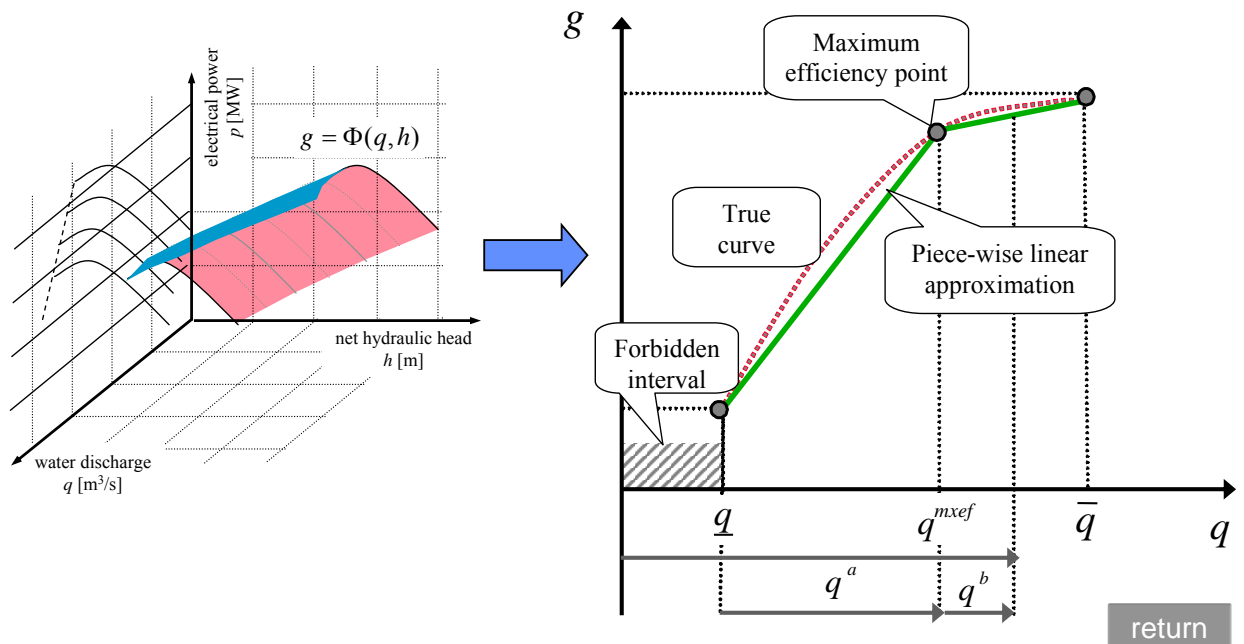 electrical power
p [MW]
g = Φ(q,h)
net hydraulic head
h [m]
water discharge
q [m³/s]
g
Maximum
efficiency point
True
curve
Piece-wise linear
approximation
Forbidden
interval
q
q^{mxef}
q̅
q
q^a
q^b
return